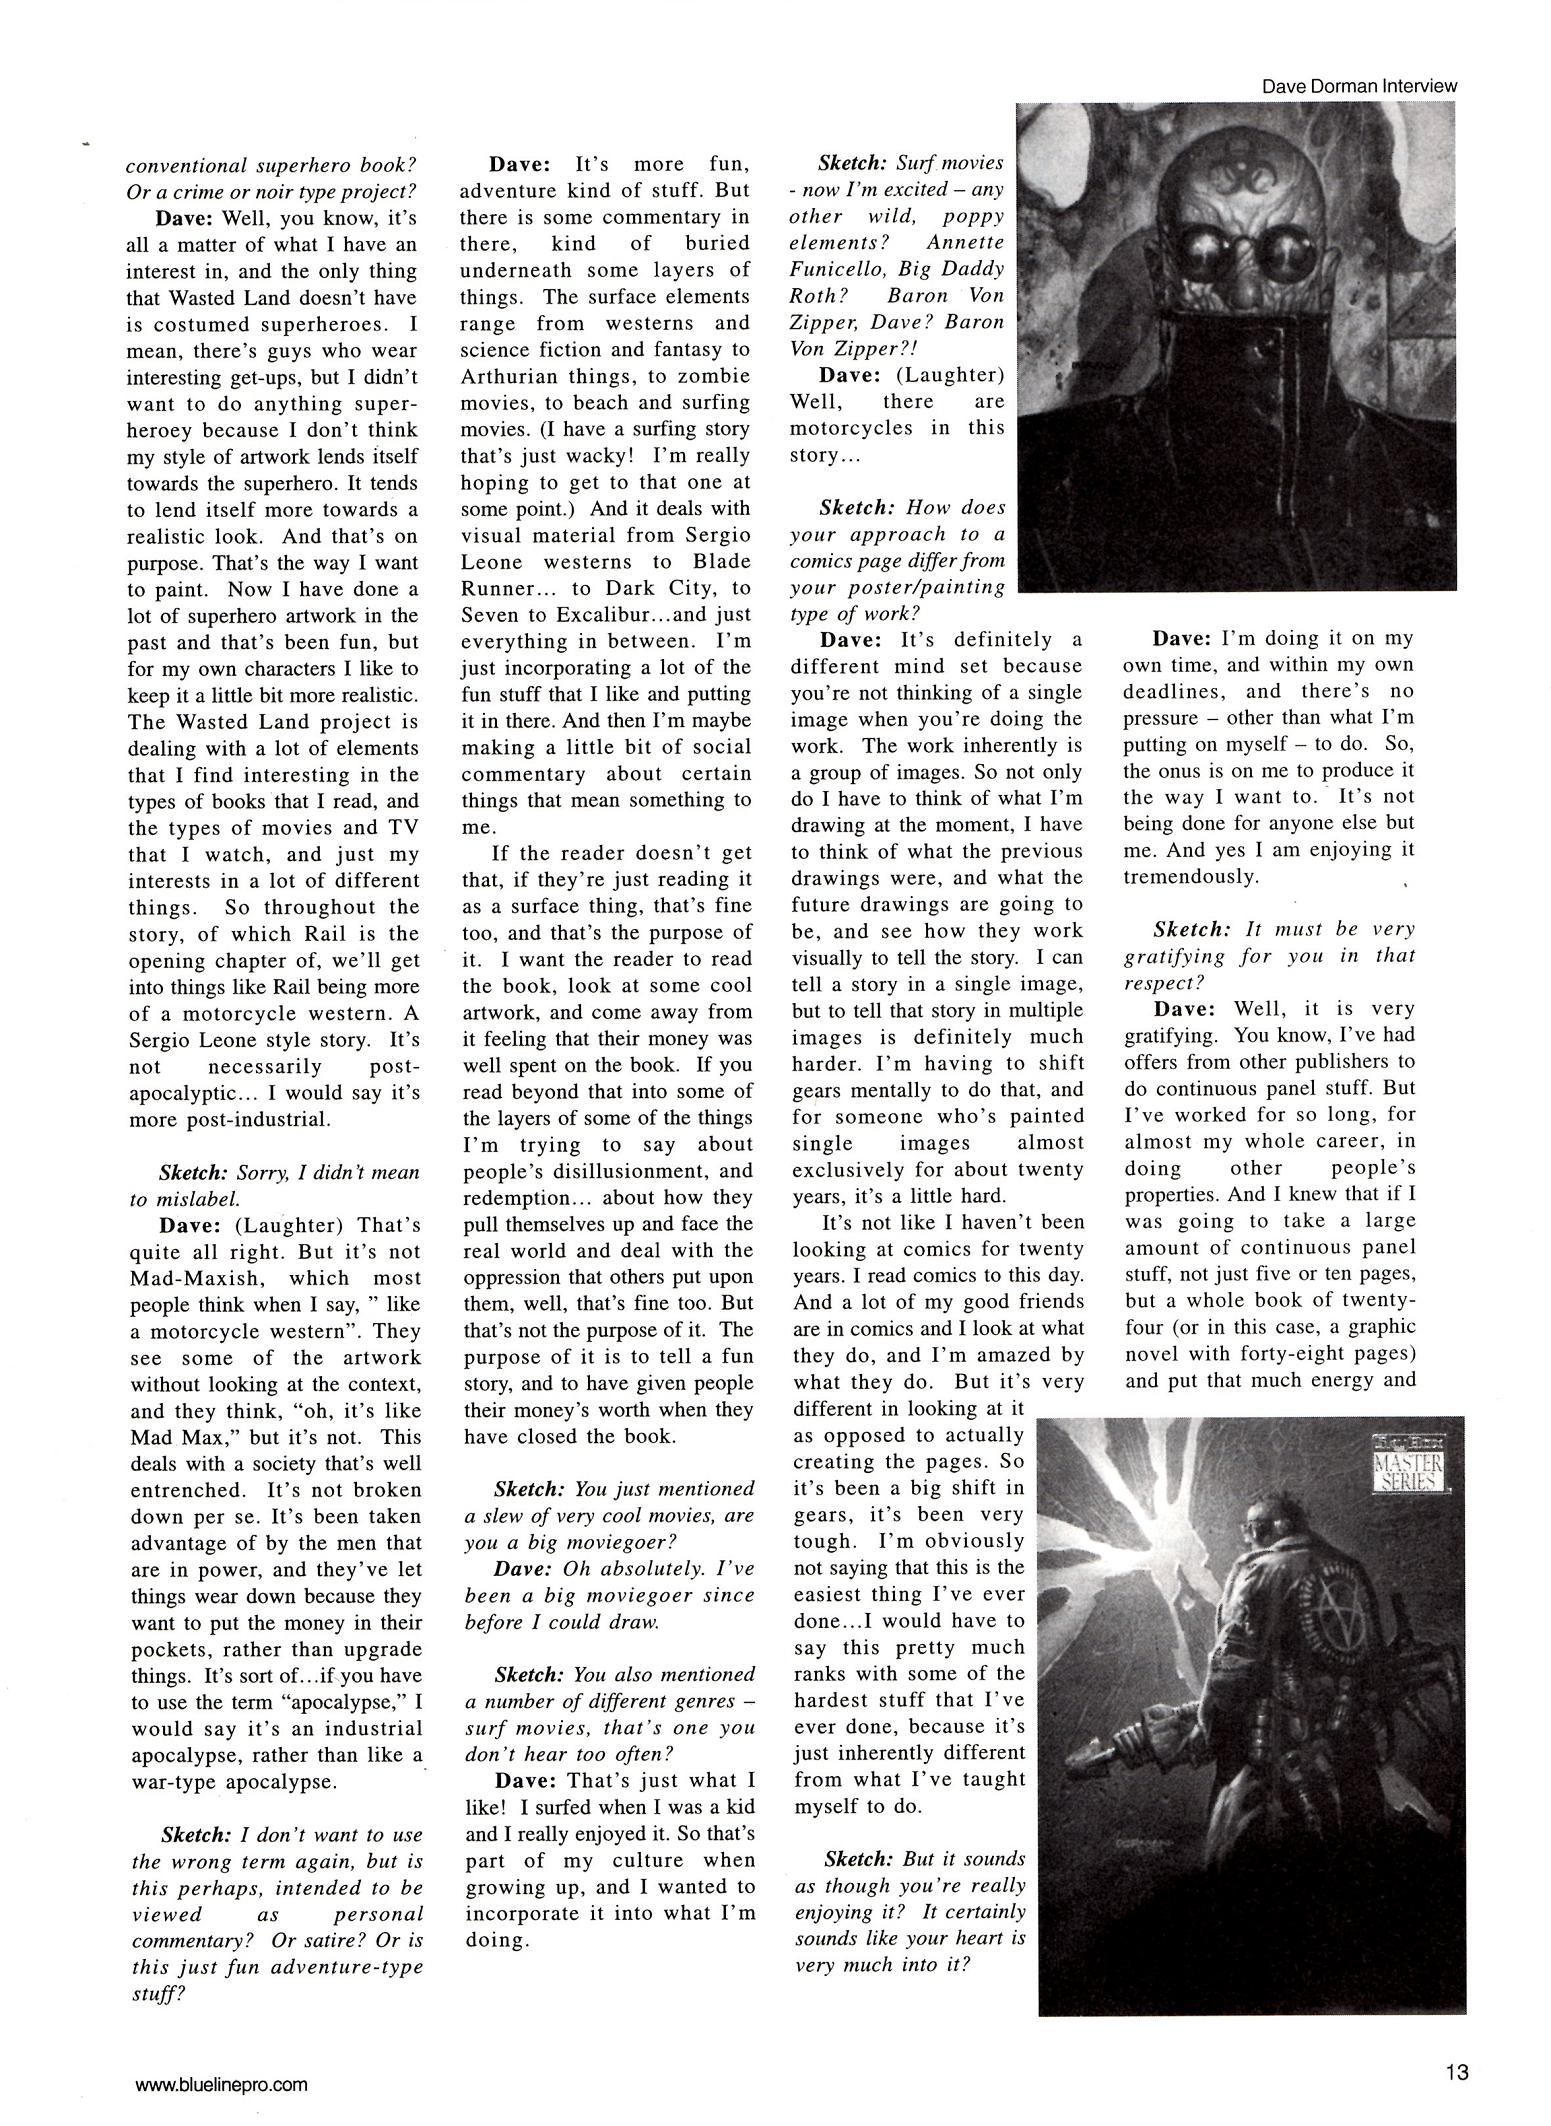 Dave Dorman Interview
conventional superhero book?
Or a crime or noir type project?
Dave: Well, you know, it's
all a matter of what I have an
interest in, and the only thing
that Wasted Land doesn't have
is costumed superheroes. I
mean, there's guys who wear
interesting get-ups, but I didn't
want to do anything super-
heroey because I don't think
my style of artwork lends itself
towards the superhero. It tends
to lend itself more towards a
realistic look. And that's on
purpose. That's the way I want
to paint. Now I have done a
lot of superhero artwork in the
past and that's been fun, but
for my own characters I like to
keep it a little bit more realistic.
The Wasted Land project is
dealing with a lot of elements
that I find interesting in the
types of books that I read, and
the types of movies and TV
that I watch, and just my
interests in a lot of different
things. So throughout the
story, of which Rail is the
opening chapter of, we'll get
into things like Rail being more
of a motorcycle western. A
Sergio Leone style story. It's
not necessarily post-
apocalyptic... I would say it's
more post-industrial.
Sketch: Sorry, I didn't mean
to mislabel.
Dave: (Laughter) That's
quite all right. But it's not
Mad-Maxish, which most
people think when I say, ” like
a motorcycle western”. They
see some of the artwork
without looking at the context,
and they think, “oh, it's like
Mad Max,” but it's not. This
deals with a society that's well
entrenched. It's not broken
down per se. It's been taken
advantage of by the men that
are in power, and they've let
things wear down because they
want to put the money in their
pockets, rather than upgrade
things. It's sort of...if you have
to use the term “apocalypse,” I
would say it's an industrial
apocalypse, rather than like a
war-type apocalypse.
Sketch: I don't want to use
the wrong term again, but is
this perhaps, intended to be
viewed as personal
commentary? Or satire? Or is
this just fun adventure-type
stuff?
Dave: It's more fun,
adventure kind of stuff. But
there is some commentary in
there, kind of buried
underneath some layers of
things. The surface elements
range from westerns and
science fiction and fantasy to
Arthurian things, to zombie
movies, to beach and surfing
movies. (I have a surfing story
that's just wacky! I'm really
hoping to get to that one at
some point.) And it deals with
visual material from Sergio
Leone westerns to Blade
Runner... to Dark City, to
Seven to Excalibur...and just
everything in between. I'm
just incorporating a lot of the
fun stuff that I like and putting
it in there. And then I'm maybe
making a little bit of social
commentary about certain
things that mean something to
me.
If the reader doesn't get
that, if they're just reading it
as a surface thing, that's fine
too, and that's the purpose of
it. I want the reader to read
the book, look at some cool
artwork, and come away from
it feeling that their money was
well spent on the book. If you
read beyond that into some of
the layers of some of the things
I'm trying to say about
people's disillusionment, and
redemption... about how they
pull themselves up and face the
real world and deal with the
oppression that others put upon
them, well, that's fine too. But
that's not the purpose of it. The
purpose of it is to tell a fun
story, and to have given people
their money's worth when they
have closed the book.
Sketch: You just mentioned
a slew of very cool movies, are
you a big moviegoer?
Dave: Oh absolutely. I've
been a big moviegoer since
before I could draw.
Sketch: You also mentioned
a number of different genres –
surf movies, that's one you
don't hear too often?
Dave: That's just what I
like! I surfed when I was a kid
and I really enjoyed it. So that's
part of my culture when
growing up, and I wanted to
incorporate it into what I'm
doing.
Sketch: Surf movies
- now I'm excited – any
other wild, poppy
elements? Annette
Funicello, Big Daddy
Roth? Baron Von
Zipper, Dave? Baron
Von Zipper?!
Dave: (Laughter)
Well, there are
motorcycles in this
story...
Sketch: How does
your approach to a
comics page differ from
your poster/painting
type of work?
Dave: It's definitely a
different mind set because
you're not thinking of a single
image when you're doing the
work. The work inherently is
a group of images. So not only
do I have to think of what I'm
drawing at the moment, I have
to think of what the previous
drawings were, and what the
future drawings are going to
be, and see how they work
visually to tell the story. I can
tell a story in a single image,
but to tell that story in multiple
images is definitely much
harder. I'm having to shift
gears mentally to do that, and
for someone who's painted
single images almost
exclusively for about twenty
years, it's a little hard.
It's not like I haven't been
looking at comics for twenty
years. I read comics to this day.
And a lot of my good friends
are in comics and I look at what
they do, and I'm amazed by
what they do. But it's very
different in looking at it
as opposed to actually
creating the pages. So
it's been a big shift in
gears, it's been very
tough. I'm obviously
not saying that this is the
easiest thing I've ever
done...I would have to
say this pretty much
ranks with some of the
hardest stuff that I've
ever done, because it's
just inherently different
from what I've taught
myself to do.
Sketch: But it sounds
as though you're really
enjoying it? It certainly
sounds like your heart is
very much into it?
Dave: I'm doing it on my
own time, and within my own
deadlines, and there's no
pressure – other than what I'm
putting on myself – to do. So,
the onus is on me to produce it
the way I want to. It's not
being done for anyone else but
me. And yes I am enjoying it
tremendously.
Sketch: It must be very
gratifying for you in that
respect?
Dave: Well, it is very
gratifying. You know, I've had
offers from other publishers to
do continuous panel stuff. But
I've worked for so long, for
almost my whole career, in
doing other people's
properties. And I knew that if I
was going to take a large
amount of continuous panel
stuff, not just five or ten pages,
but a whole book of twenty-
four (or in this case, a graphic
novel with forty-eight pages)
and put that much energy and
MASTER
SERIES
www.bluelinepro.com
13